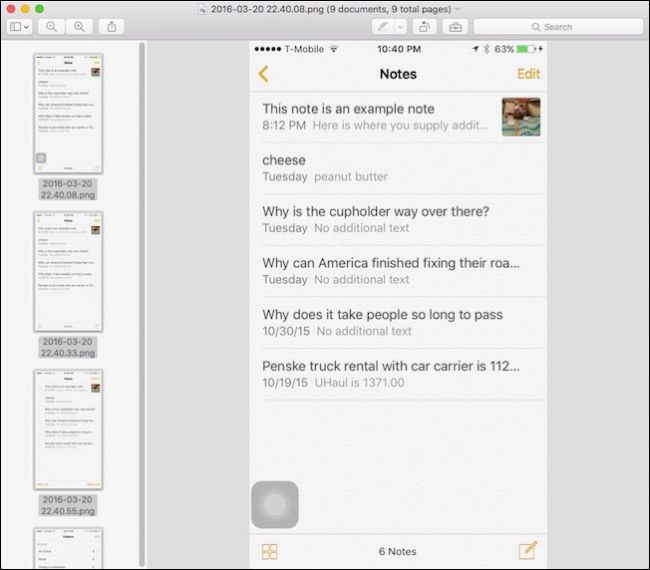 2016-03-20 22.40.08.png (9 documents, 9 total pages)
Search
2016-03-20
22.40.08.png
2016-03-20
22.40.33.png
2016-03-20
22.40.55.png
T-Mobile 10:40 PM 63%
Notes Edit
This note is an example note
8:12 PM Here is where you supply addit...
cheese
Tuesday peanut butter
Why is the cupholder way over there?
Tuesday No additional text
Why can America finished fixing their roa...
Tuesday No additional text
Why does it take people so long to pass
10/30/15 No additional text
Penske truck rental with car carrier is 112...
10/19/15 UHaul is 1371.00
6 Notes